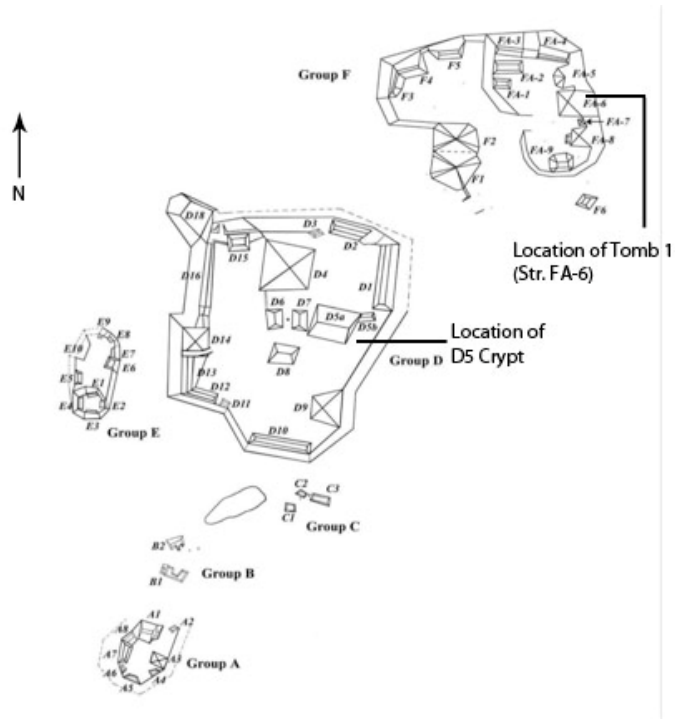 FA-3
FA-4
F5
Group F
F4
FA-2
FA-5
F3
FA-1
FA-6
FA-7
F2
FA-8
FA-9
N
F1
F6
D18
D3
D2
Location of Tomb 1
(Str. FA-6)
D15
D4
D16
D1
D6
D7
D5a
D5b
E9
E8
D14
Location of
D5 Crypt
E10
E7
D8
Group D
E6
D13
E5
E1
D12
D9
E4
E2
D11
E3
Group E
D10
C2
C3
C1
Group C
B2
B1
Group B
A1
A2
A8
A7
A3
Group A
A6
A4
A5